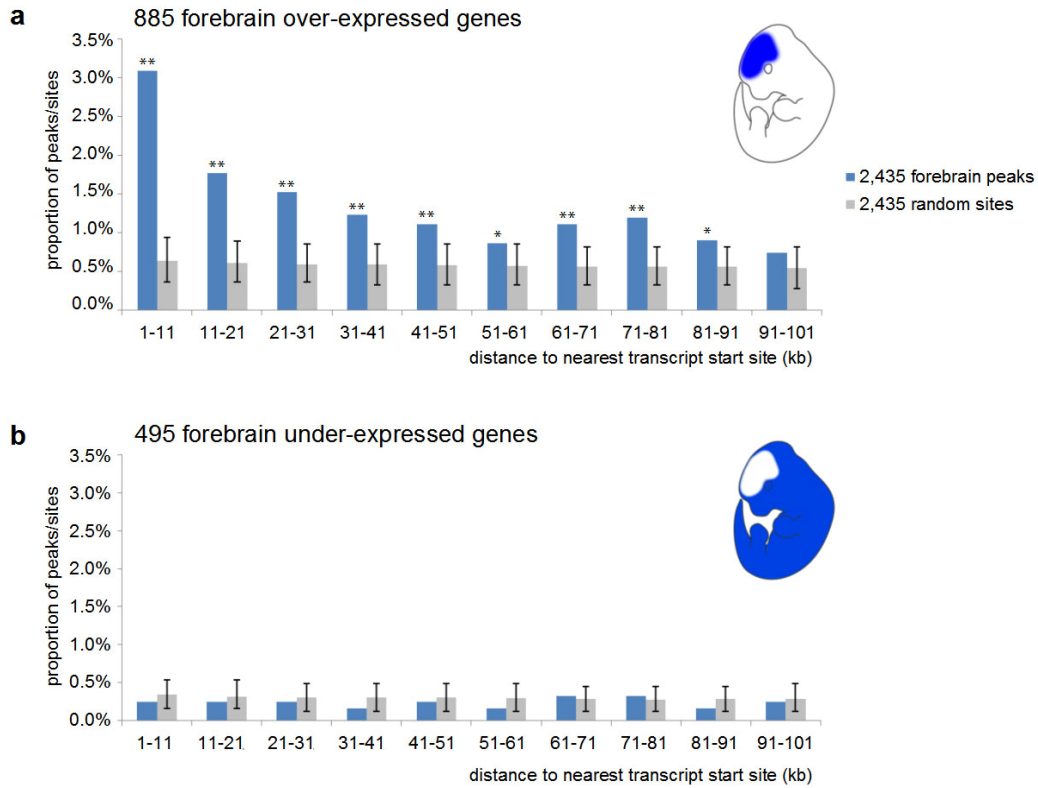 a
885 forebrain over-expressed genes
proportion of peaks/sites
3.5%
3.0%
2.5%
2.0%
1.5%
1.0%
0.5%
0.0%
** ** ** ** ** * ** ** *
1-11 11-21 21-31 31-41 41-51 51-61 61-71 71-81 81-91 91-101
distance to nearest transcript start site (kb)
2,435 forebrain peaks
2,435 random sites
b
495 forebrain under-expressed genes
proportion of peaks/sites
3.5%
3.0%
2.5%
2.0%
1.5%
1.0%
0.5%
0.0%
1-11 11-21 21-31 31-41 41-51 51-61 61-71 71-81 81-91 91-101
distance to nearest transcript start site (kb)